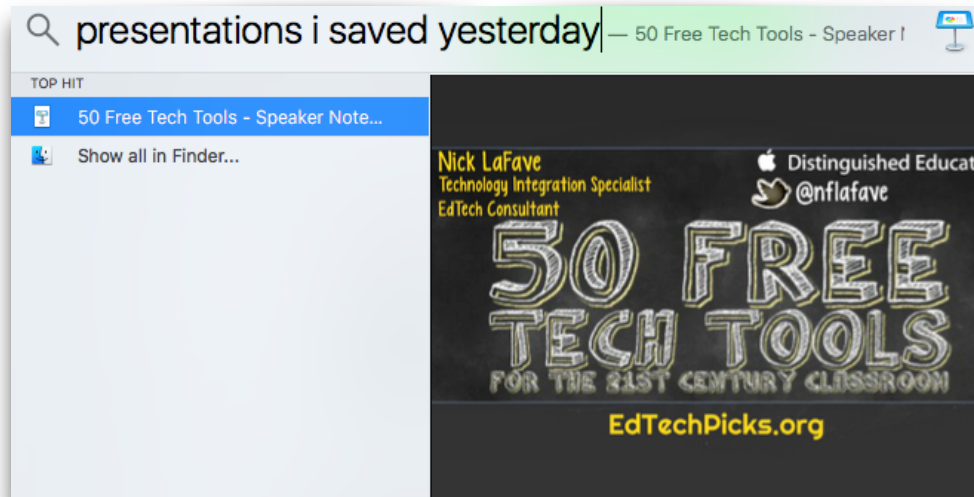 presentations i saved yesterday — 50 Free Tech Tools - Speaker
TOP HIT
50 Free Tech Tools - Speaker Note...
Show all in Finder...
Nick LaFave
Technology Integration Specialist
EdTech Consultant
Distinguished Educat
@nflafave
50 FREE
TECH TOOLS
FOR THE 21ST CENTURY CLASSROOM
EdTechPicks.org